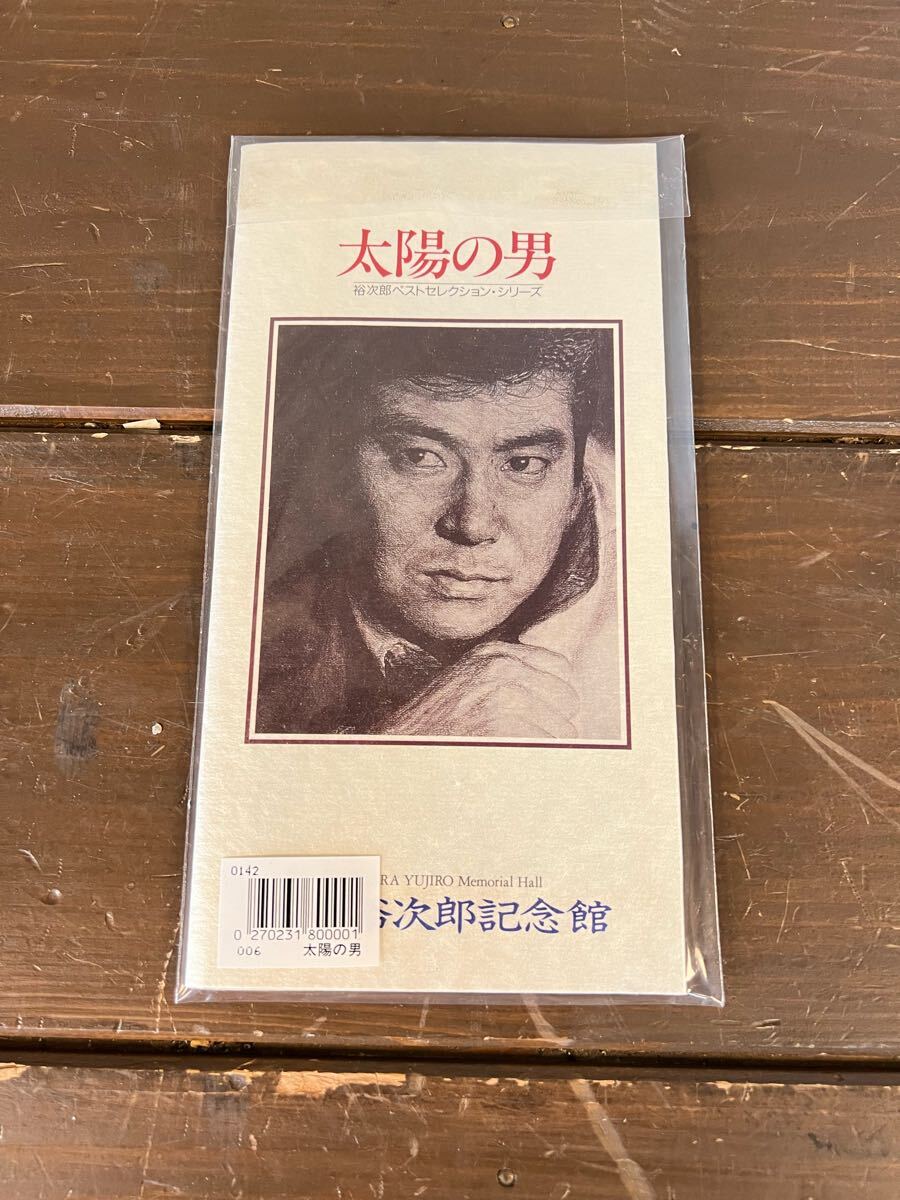 太陽の男
裕次郎ベストセレクション・シリーズ
RA YUJIRO Memorial Hall
裕次郎記念館
0142
0 270231 800001
006 太陽の男